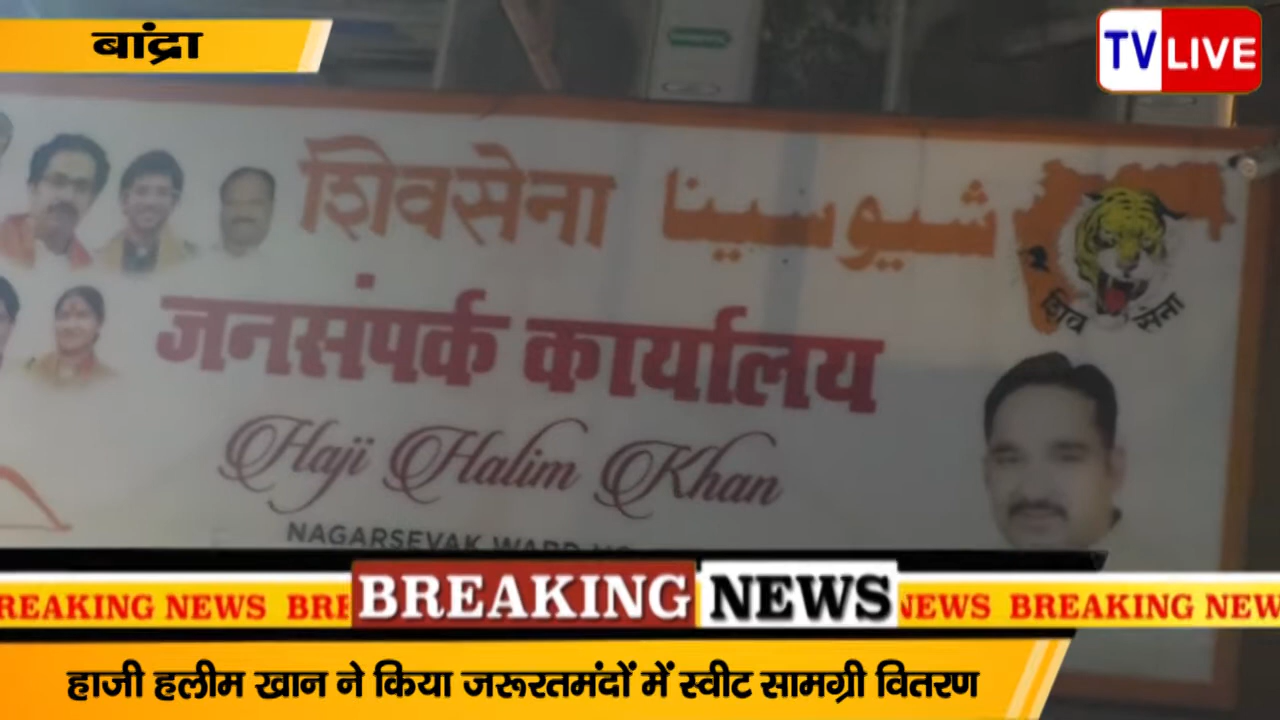 बांद्रा
TV LIVE
शिवसेना شیوسینا
शिव सेना
जनसंपर्क कार्यालय
Haji Halim Khan
NAGARSEVAK WARD
REAKING NEWS BRE BREAKING NEWS NEWS BREAKING NEW
हाजी हलीम खान ने किया जरूरतमंदों में स्वीट सामग्री वितरण